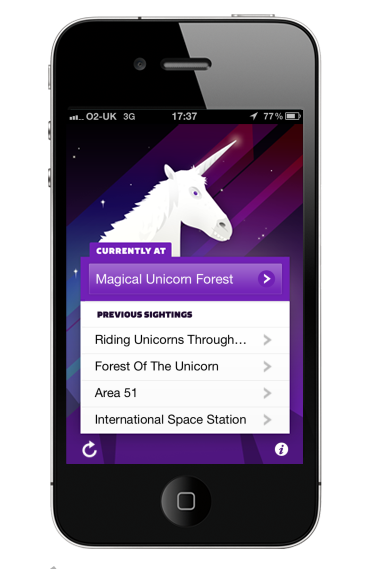 O2-UK 3G 17:37 77%
CURRENTLY AT
Magical Unicorn Forest
PREVIOUS SIGHTINGS
Riding Unicorns Through...
Forest Of The Unicorn
Area 51
International Space Station